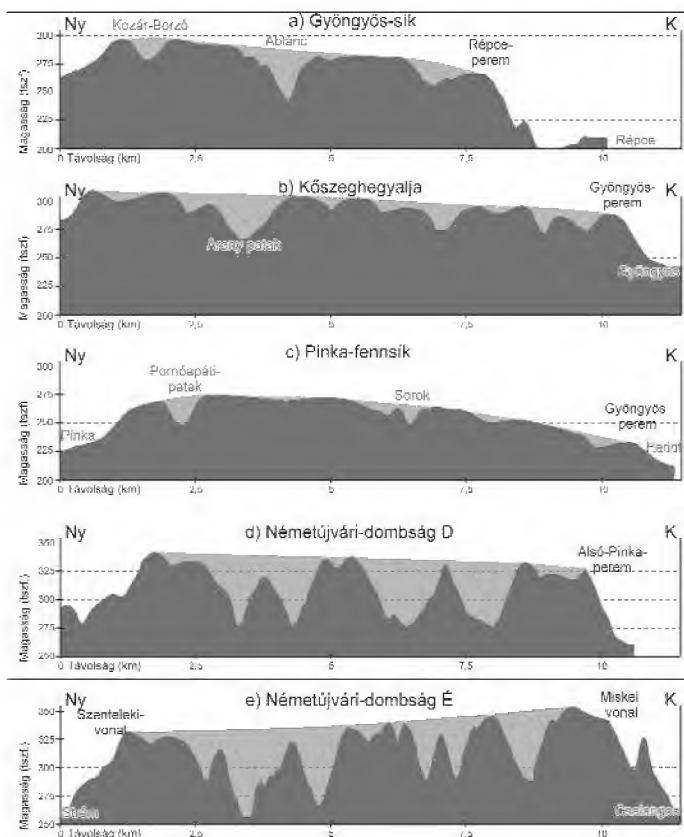 Ny a) Gyöngyös-sík K
Kozár-Borzó
Ablánc
Répce-
perem
Répce
Magasság (tszf)
300
275
250
225
200
0 Távolság (km) 2,5 5 7,5 10
Ny b) Kőszeghegyalja K
Gyöngyös-
perem
Arany patak
Gyöngyös
Magasság (tszf)
300
275
250
225
200
0 Távolság (km) 2,5 5 7,5 10
Ny c) Pinka-fennsík K
Pornóapáti-
patak
Sorok
Gyöngyös
perem
Pinka
Perint
Magasság (tszf)
300
275
250
225
200
0 Távolság (km) 2,5 5 7,5 10
Ny d) Németújvári-dombság D K
Alsó-Pinka-
perem
Magasság (tszf.)
350
325
300
275
250
0 Távolság (km) 2,5 5 7,5 10
Ny e) Németújvári-dombság É K
Szenteleki-
vonal
Miskei
vonal
Strém
Csalangos
Magasság (tszf.)
350
325
300
275
250
0 Távolság (km) 2,5 5 7,5 10